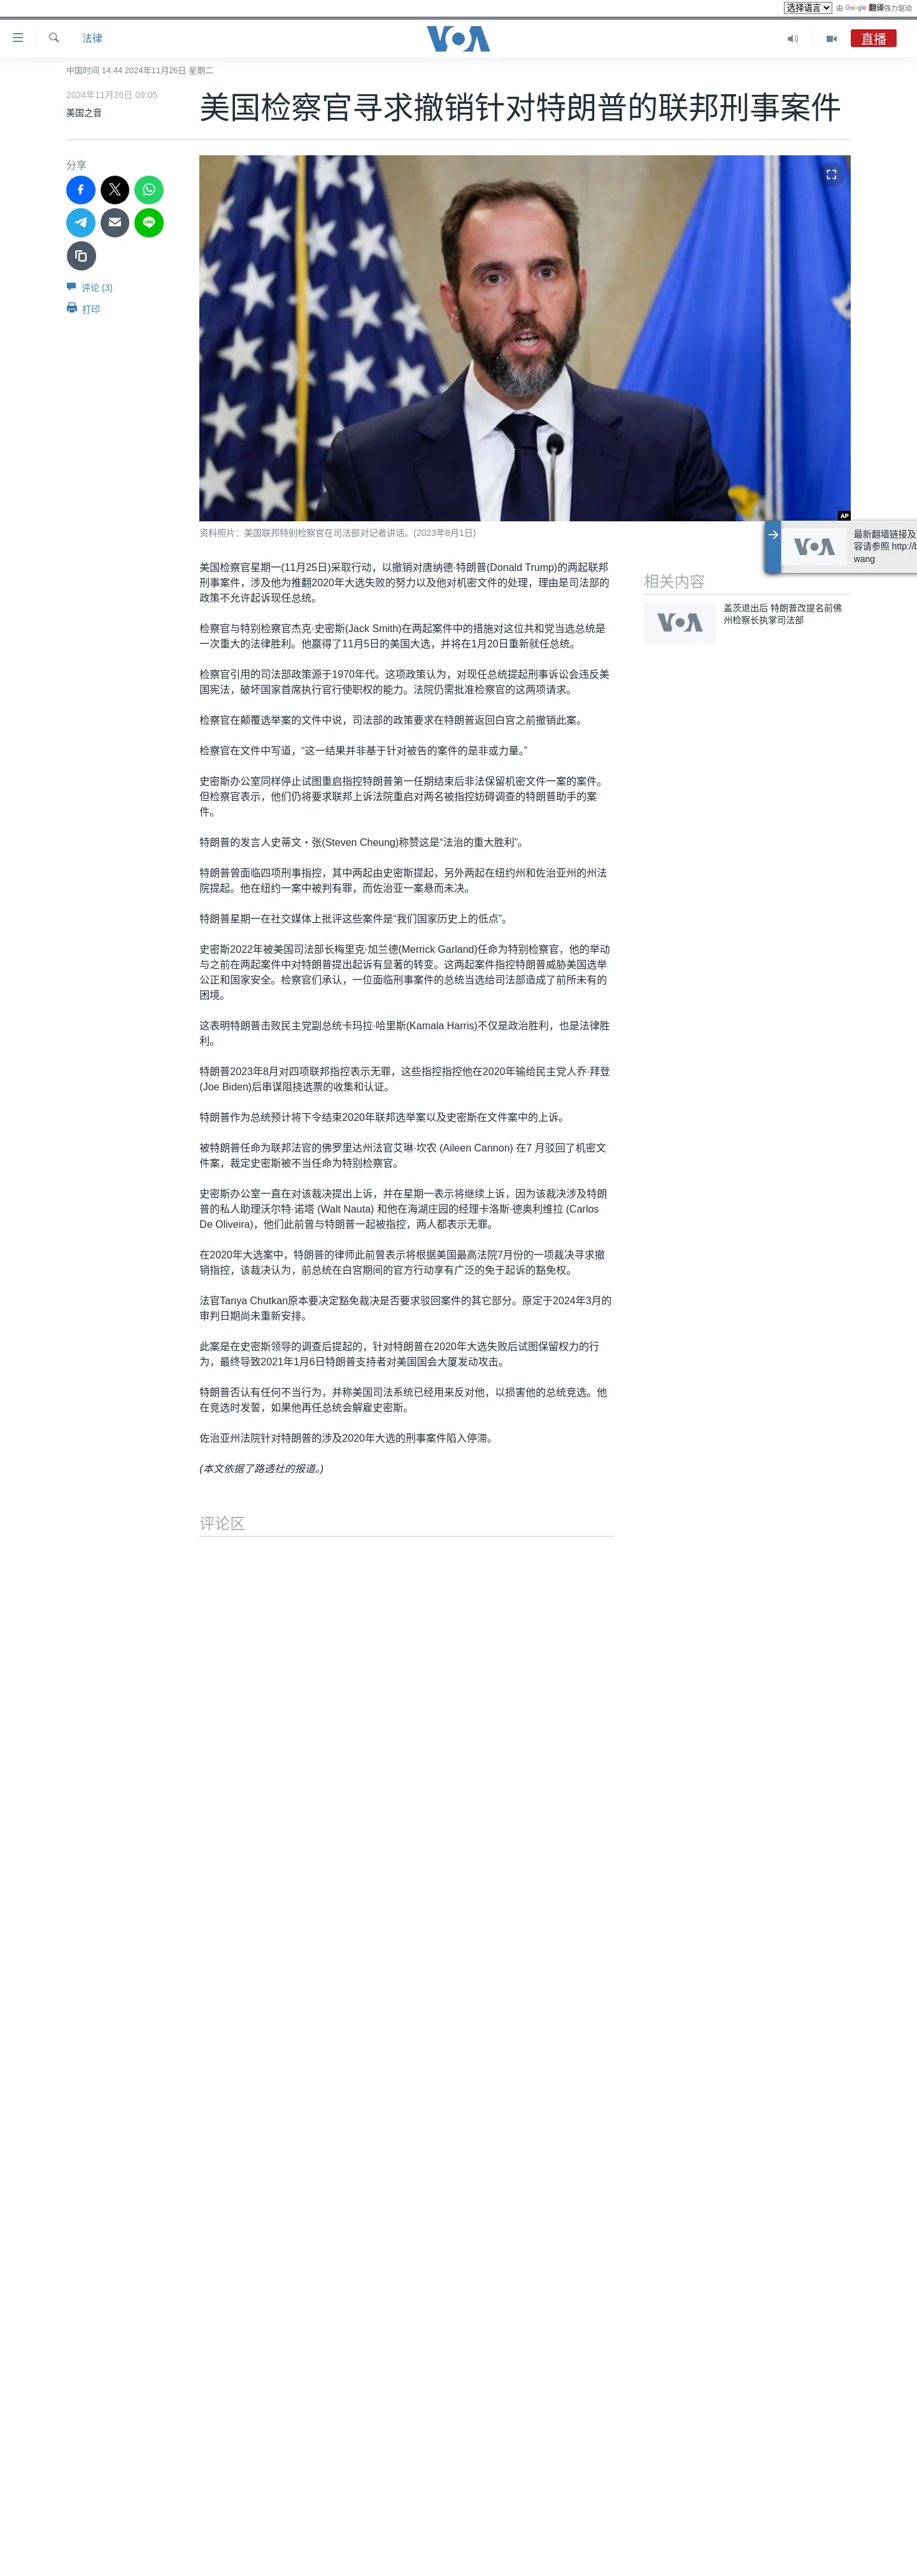 选择语言 由 Google 翻译强力驱动
法律
VOA
直播
中国时间 14:44 2024年11月26日 星期二
2024年11月26日 09:05
美国之音
美国检察官寻求撤销针对特朗普的联邦刑事案件
分享
LINE
评论 (3)
打印
AP
资料照片：美国联邦特别检察官在司法部对记者讲话。(2023年8月1日)
美国检察官星期一(11月25日)采取行动，以撤销对唐纳德·特朗普(Donald Trump)的两起联邦
刑事案件，涉及他为推翻2020年大选失败的努力以及他对机密文件的处理，理由是司法部的
政策不允许起诉现任总统。
检察官与特别检察官杰克·史密斯(Jack Smith)在两起案件中的措施对这位共和党当选总统是
一次重大的法律胜利。他赢得了11月5日的美国大选，并将在1月20日重新就任总统。
检察官引用的司法部政策源于1970年代。这项政策认为，对现任总统提起刑事诉讼会违反美
国宪法，破坏国家首席执行官行使职权的能力。法院仍需批准检察官的这两项请求。
检察官在颠覆选举案的文件中说，司法部的政策要求在特朗普返回白宫之前撤销此案。
检察官在文件中写道，“这一结果并非基于针对被告的案件的是非或力量。”
史密斯办公室同样停止试图重启指控特朗普第一任期结束后非法保留机密文件一案的案件。
但检察官表示，他们仍将要求联邦上诉法院重启对两名被指控妨碍调查的特朗普助手的案
件。
特朗普的发言人史蒂文・张(Steven Cheung)称赞这是“法治的重大胜利”。
特朗普曾面临四项刑事指控，其中两起由史密斯提起，另外两起在纽约州和佐治亚州的州法
院提起。他在纽约一案中被判有罪，而佐治亚一案悬而未决。
特朗普星期一在社交媒体上批评这些案件是“我们国家历史上的低点”。
史密斯2022年被美国司法部长梅里克·加兰德(Merrick Garland)任命为特别检察官，他的举动
与之前在两起案件中对特朗普提出起诉有显著的转变。这两起案件指控特朗普威胁美国选举
公正和国家安全。检察官们承认，一位面临刑事案件的总统当选给司法部造成了前所未有的
困境。
这表明特朗普击败民主党副总统卡玛拉·哈里斯(Kamala Harris)不仅是政治胜利，也是法律胜
利。
特朗普2023年8月对四项联邦指控表示无罪，这些指控指控他在2020年输给民主党人乔·拜登
(Joe Biden)后串谋阻挠选票的收集和认证。
特朗普作为总统预计将下令结束2020年联邦选举案以及史密斯在文件案中的上诉。
被特朗普任命为联邦法官的佛罗里达州法官艾琳·坎农 (Aileen Cannon) 在7 月驳回了机密文
件案，裁定史密斯被不当任命为特别检察官。
史密斯办公室一直在对该裁决提出上诉，并在星期一表示将继续上诉，因为该裁决涉及特朗
普的私人助理沃尔特·诺塔 (Walt Nauta) 和他在海湖庄园的经理卡洛斯·德奥利维拉 (Carlos
De Oliveira)，他们此前曾与特朗普一起被指控，两人都表示无罪。
在2020年大选案中，特朗普的律师此前曾表示将根据美国最高法院7月份的一项裁决寻求撤
销指控，该裁决认为，前总统在白宫期间的官方行动享有广泛的免于起诉的豁免权。
法官Tanya Chutkan原本要决定豁免裁决是否要求驳回案件的其它部分。原定于2024年3月的
审判日期尚未重新安排。
此案是在史密斯领导的调查后提起的，针对特朗普在2020年大选失败后试图保留权力的行
为，最终导致2021年1月6日特朗普支持者对美国国会大厦发动攻击。
特朗普否认有任何不当行为，并称美国司法系统已经用来反对他，以损害他的总统竞选。他
在竞选时发誓，如果他再任总统会解雇史密斯。
佐治亚州法院针对特朗普的涉及2020年大选的刑事案件陷入停滞。
(本文依据了路透社的报道。)
评论区
VOA
最新翻墙链接及
容请参照 http://b
wang
相关内容
VOA
盖茨退出后 特朗普改提名前佛
州检察长执掌司法部